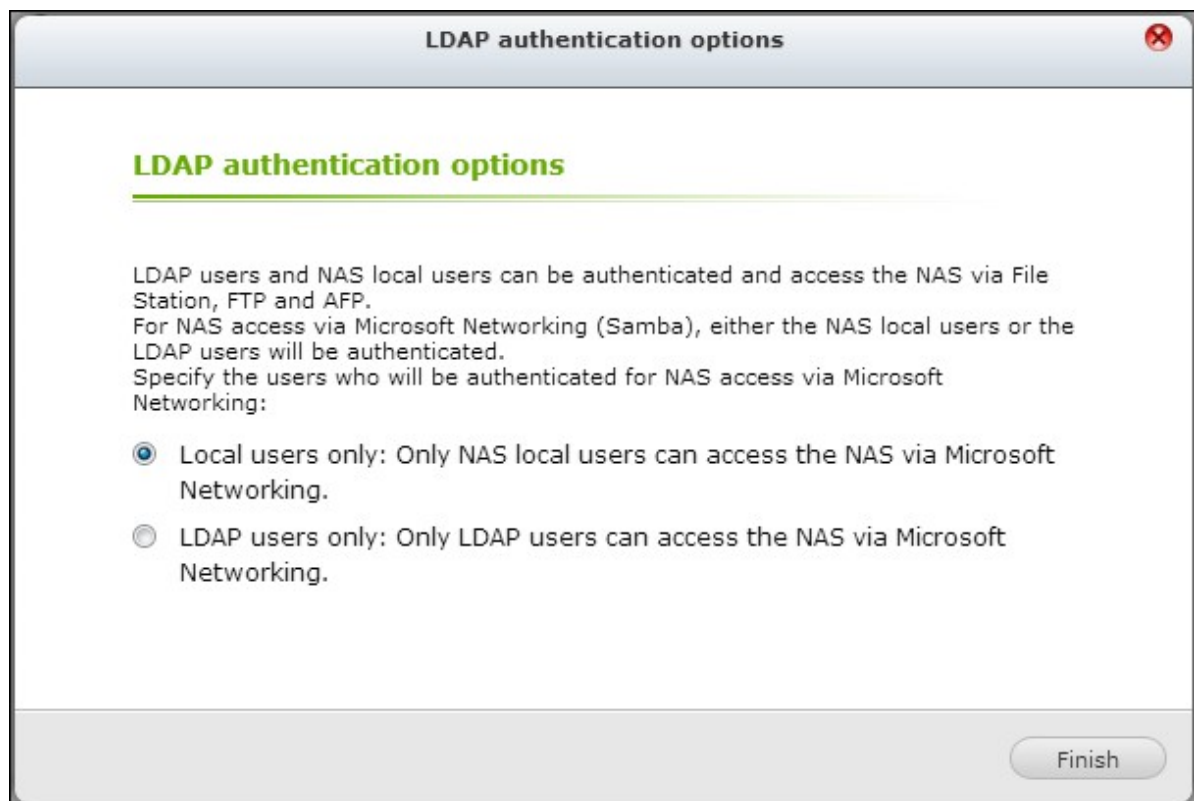 LDAP authentication options
LDAP authentication options
LDAP users and NAS local users can be authenticated and access the NAS via File
Station, FTP and AFP.
For NAS access via Microsoft Networking (Samba), either the NAS local users or the
LDAP users will be authenticated.
Specify the users who will be authenticated for NAS access via Microsoft
Networking:
Local users only: Only NAS local users can access the NAS via Microsoft
Networking.
LDAP users only: Only LDAP users can access the NAS via Microsoft
Networking.
Finish